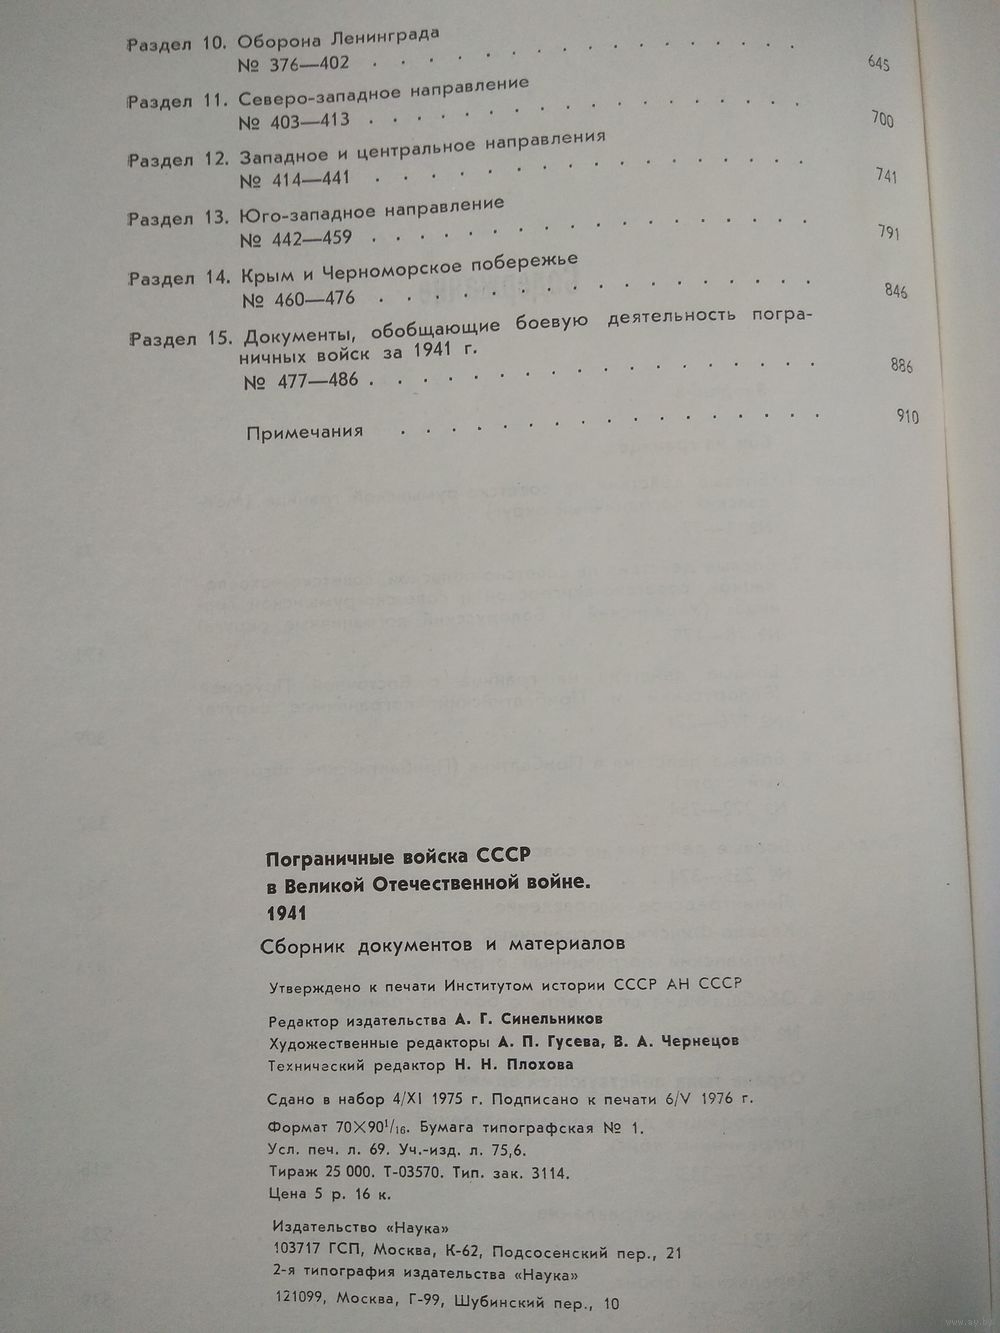 Раздел 10. Оборона Ленинграда
№ 376—402 . . . . . . . . . . . . . . . . . 645
Раздел 11. Северо-западное направление
№ 403—413 . . . . . . . . . . . . . . . . . 700
Раздел 12. Западное и центральное направления
№ 414—441 . . . . . . . . . . . . . . . . . 741
Раздел 13. Юго-западное направление
№ 442—459 . . . . . . . . . . . . . . . . . 791
Раздел 14. Крым и Черноморское побережье
№ 460—476 . . . . . . . . . . . . . . . . . 846
Раздел 15. Документы, обобщающие боевую деятельность погра-
ничных войск за 1941 г.
№ 477—486 . . . . . . . . . . . . . . . . . 886
Примечания . . . . . . . . . . . . . . . . . 910
Пограничные войска СССР
в Великой Отечественной войне.
1941
Сборник документов и материалов
Утверждено к печати Институтом истории СССР АН СССР
Редактор издательства А. Г. Синельников
Художественные редакторы А. П. Гусева, В. А. Чернецов
Технический редактор Н. Н. Плохова
Сдано в набор 4/XI 1975 г. Подписано к печати 6/V 1976 г.
Формат 70×90¹/₁₆. Бумага типографская № 1.
Усл. печ. л. 69. Уч.-изд. л. 75,6.
Тираж 25 000. Т-03570. Тип. зак. 3114.
Цена 5 р. 16 к.
Издательство «Наука»
103717 ГСП, Москва, К-62, Подсосенский пер., 21
2-я типография издательства «Наука»
121099, Москва, Г-99, Шубинский пер., 10
www.ay.by